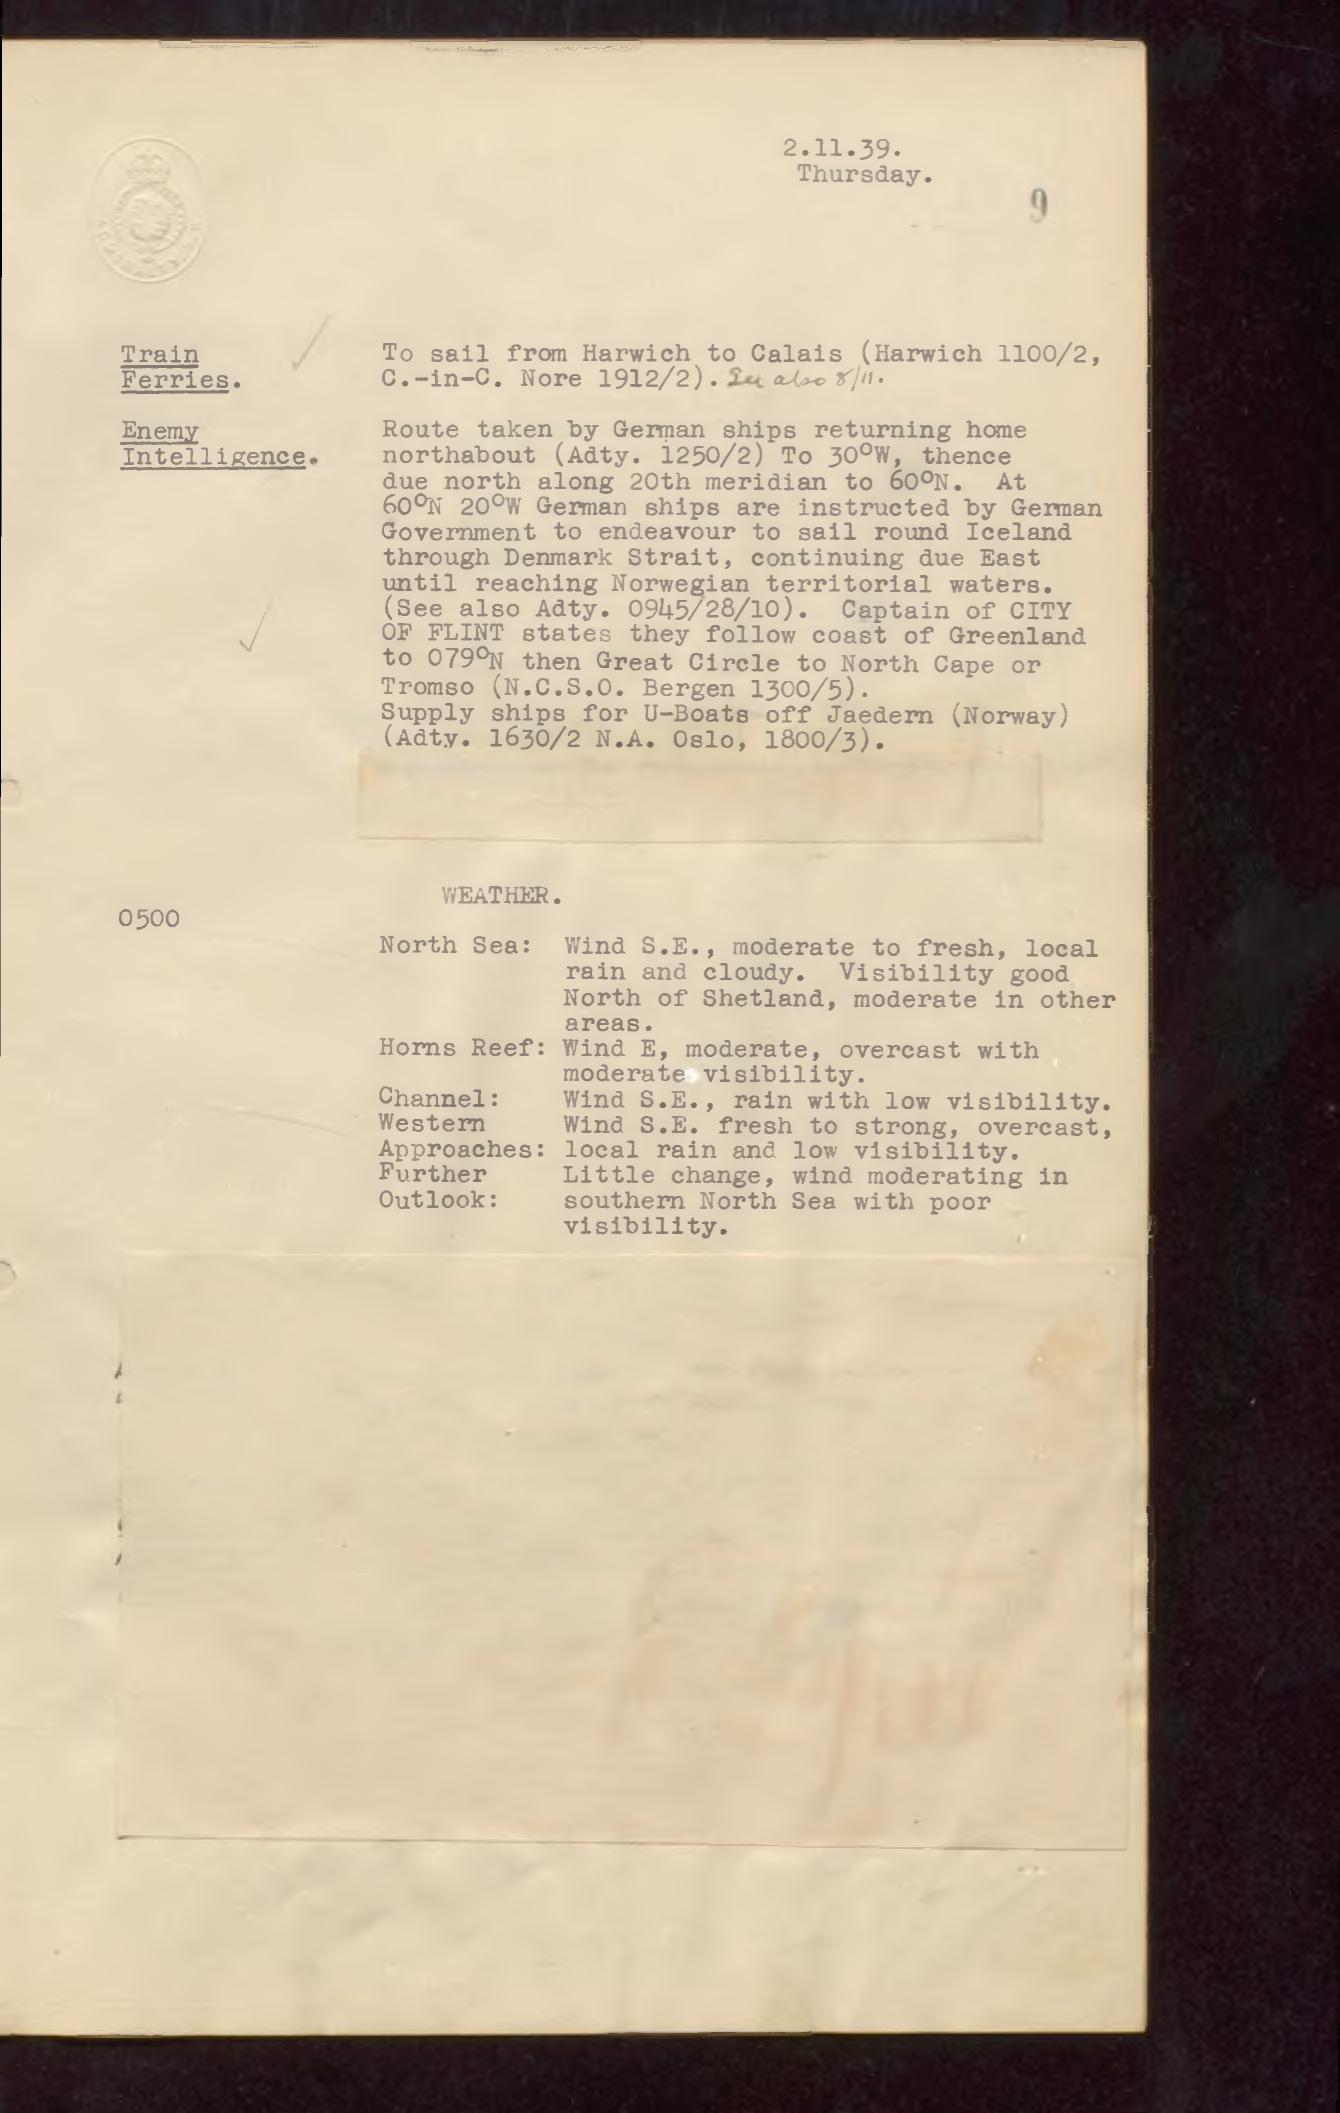 2.11.39.
Thursday.
9
Train
Ferries.
To sail from Harwich to Calais (Harwich 1100/2,
C.-in-C. Nore 1912/2). See also 8/11.
Enemy
Intelligence.
Route taken by German ships returning home
northabout (Adty. 1250/2) To 30°W, thence
due north along 20th meridian to 60°N. At
60°N 20°W German ships are instructed by German
Government to endeavour to sail round Iceland
through Denmark Strait, continuing due East
until reaching Norwegian territorial waters.
(See also Adty. 0945/28/10). Captain of CITY
OF FLINT states they follow coast of Greenland
to 079°N then Great Circle to North Cape or
Tromso (N.C.S.O. Bergen 1300/5).
Supply ships for U-Boats off Jaedern (Norway)
(Adty. 1630/2 N.A. Oslo, 1800/3).
WEATHER.
0500
North Sea: Wind S.E., moderate to fresh, local
rain and cloudy. Visibility good
North of Shetland, moderate in other
areas.
Horns Reef: Wind E, moderate, overcast with
moderate visibility.
Channel: Wind S.E., rain with low visibility.
Western Wind S.E. fresh to strong, overcast,
Approaches: local rain and low visibility.
Further Little change, wind moderating in
Outlook: southern North Sea with poor
visibility.